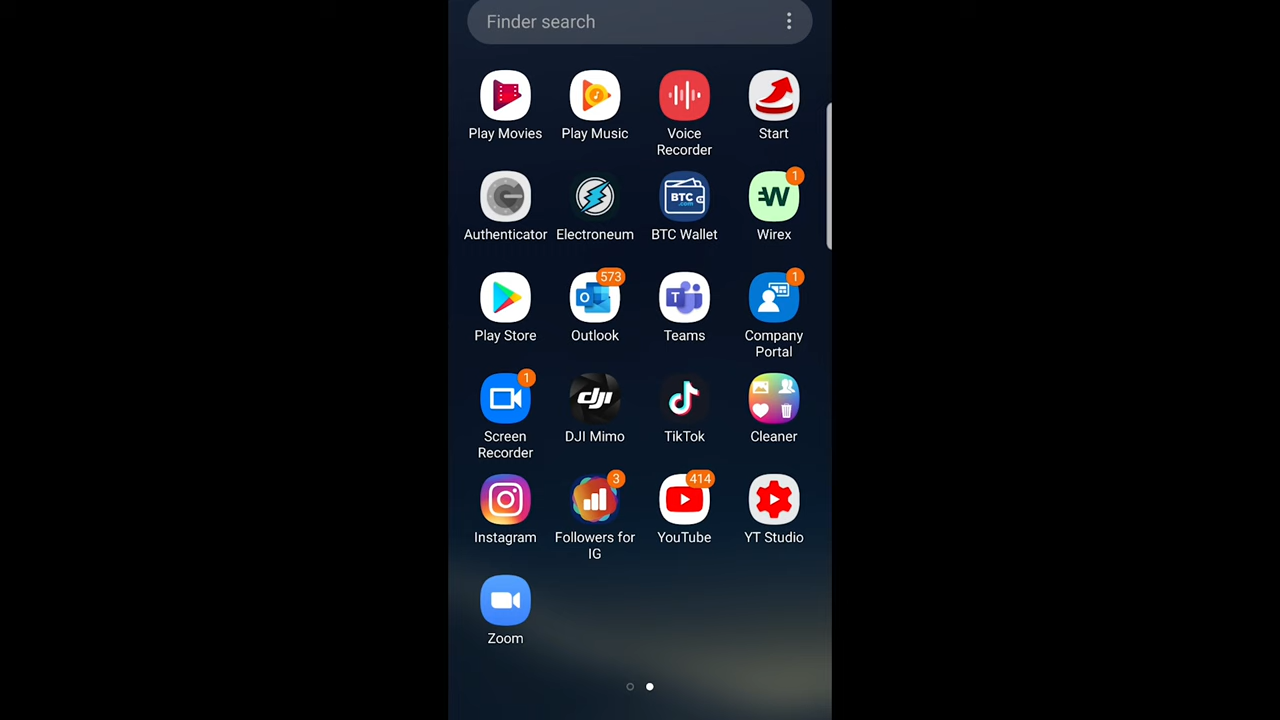 Finder search
Play Movies
Play Music
Voice
Recorder
Start
Authenticator
Electroneum
BTC
.com
BTC Wallet
W
1
Wirex
Play Store
O
573
Outlook
T
Teams
1
Company
Portal
1
Screen
Recorder
dji
DJI Mimo
TikTok
Cleaner
Instagram
3
Followers for
IG
414
YouTube
YT Studio
Zoom